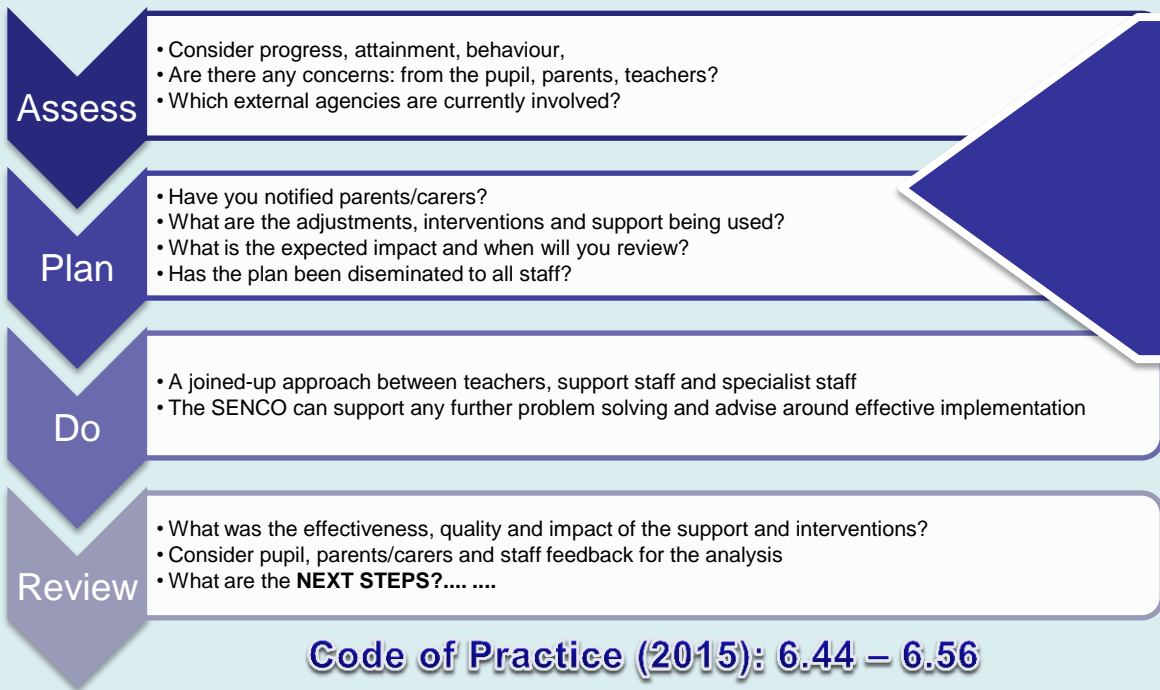 Assess
• Consider progress, attainment, behaviour,
• Are there any concerns: from the pupil, parents, teachers?
• Which external agencies are currently involved?
Plan
• Have you notified parents/carers?
• What are the adjustments, interventions and support being used?
• What is the expected impact and when will you review?
• Has the plan been diseminated to all staff?
Do
• A joined-up approach between teachers, support staff and specialist staff
• The SENCO can support any further problem solving and advise around effective implementation
Review
• What was the effectiveness, quality and impact of the support and interventions?
• Consider pupil, parents/carers and staff feedback for the analysis
• What are the NEXT STEPS?.... ....
Code of Practice (2015): 6.44 – 6.56